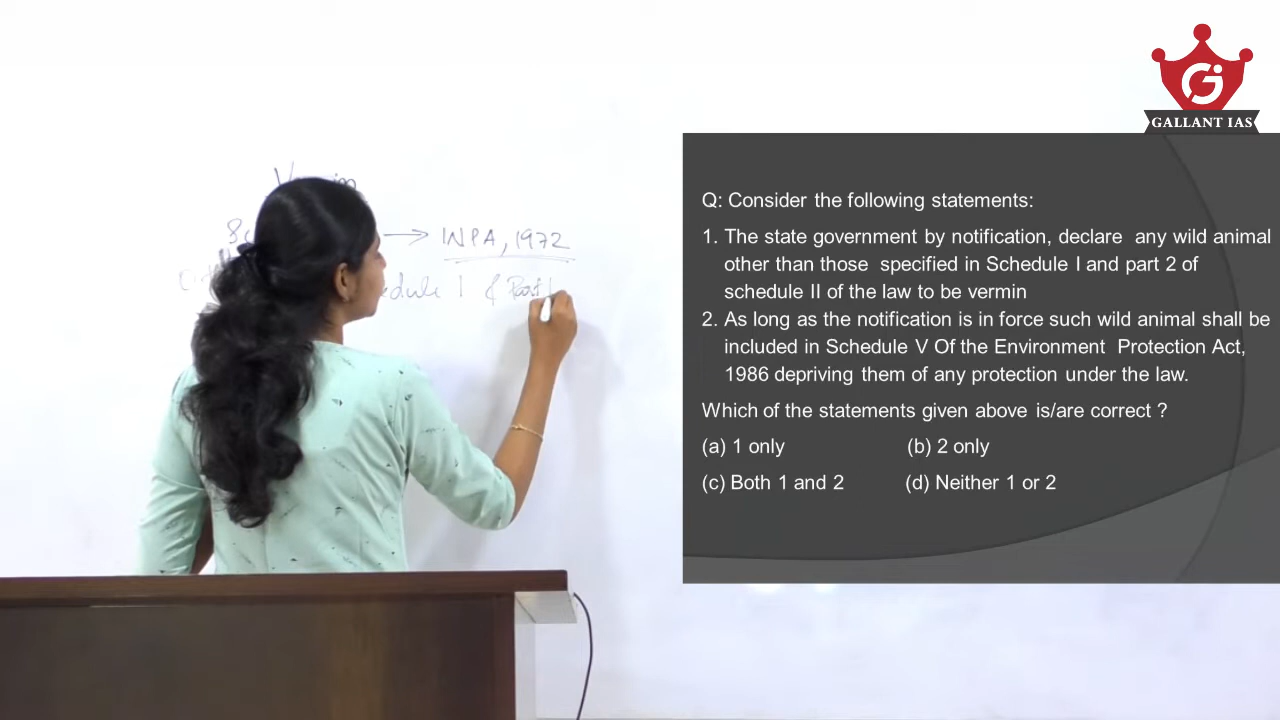 GALLANT IAS
→ WPA, 1972
edule I & Part
Q: Consider the following statements:
1. The state government by notification, declare any wild animal
other than those specified in Schedule I and part 2 of
schedule II of the law to be vermin
2. As long as the notification is in force such wild animal shall be
included in Schedule V Of the Environment Protection Act,
1986 depriving them of any protection under the law.
Which of the statements given above is/are correct ?
(a) 1 only (b) 2 only
(c) Both 1 and 2 (d) Neither 1 or 2